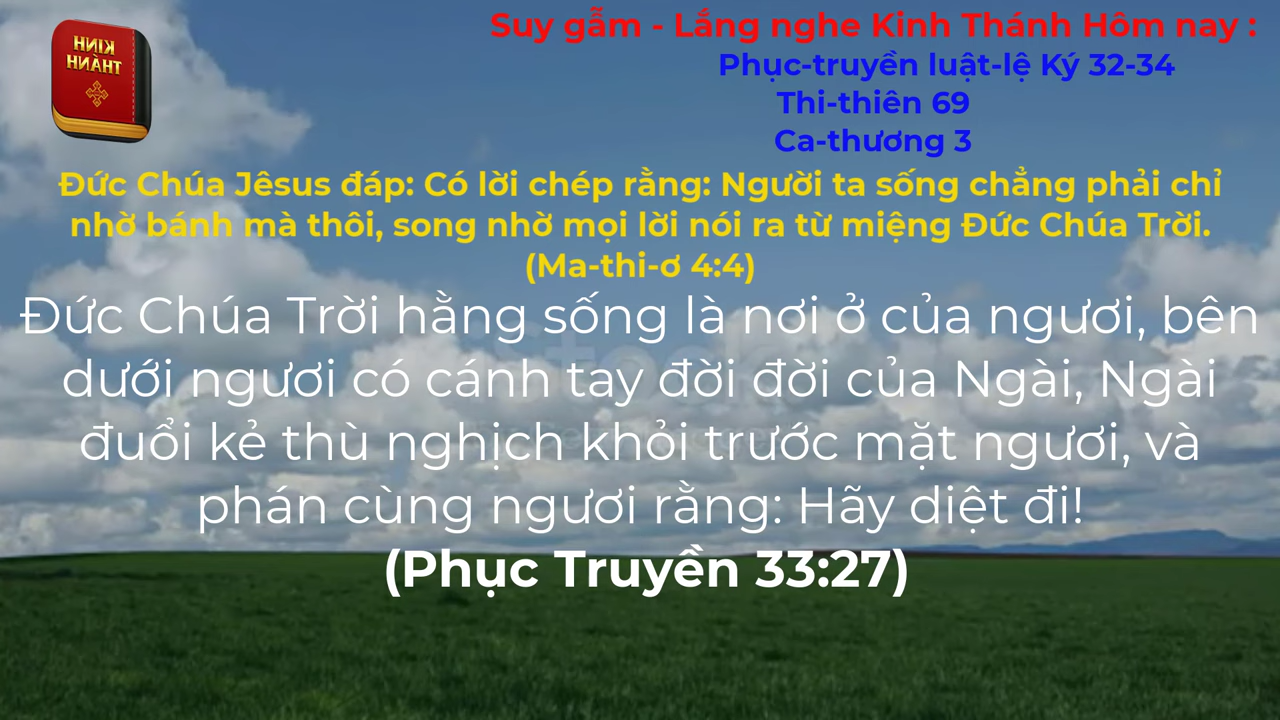 KINH
THÁNH
Suy gẫm - Lắng nghe Kinh Thánh Hôm nay :
Phục-truyền luật-lệ Ký 32-34
Thi-thiên 69
Ca-thương 3
Đức Chúa Jêsus đáp: Có lời chép rằng: Người ta sống chẳng phải chỉ
nhờ bánh mà thôi, song nhờ mọi lời nói ra từ miệng Đức Chúa Trời.
(Ma-thi-ơ 4:4)
Đức Chúa Trời hằng sống là nơi ở của ngươi, bên
dưới ngươi có cánh tay đời đời của Ngài, Ngài
đuổi kẻ thù nghịch khỏi trước mặt ngươi, và
phán cùng ngươi rằng: Hãy diệt đi!
(Phục Truyền 33:27)